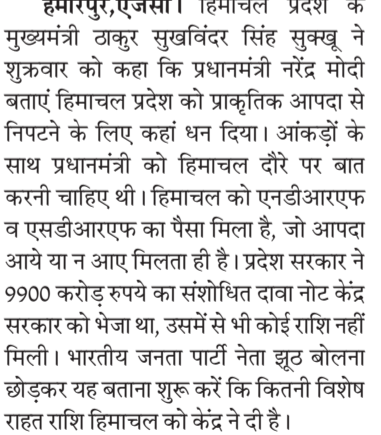 हमीरपुर,एजेंसी। हिमाचल प्रदेश के
मुख्यमंत्री ठाकुर सुखविंदर सिंह सुक्खू ने
शुक्रवार को कहा कि प्रधानमंत्री नरेंद्र मोदी
बताएं हिमाचल प्रदेश को प्राकृतिक आपदा से
निपटने के लिए कहां धन दिया। आंकड़ों के
साथ प्रधानमंत्री को हिमाचल दौरे पर बात
करनी चाहिए थी। हिमाचल को एनडीआरएफ
व एसडीआरएफ का पैसा मिला है, जो आपदा
आये या न आए मिलता ही है। प्रदेश सरकार ने
9900 करोड़ रुपये का संशोधित दावा नोट केंद्र
सरकार को भेजा था, उसमें से भी कोई राशि नहीं
मिली। भारतीय जनता पार्टी नेता झूठ बोलना
छोड़कर यह बताना शुरू करें कि कितनी विशेष
राहत राशि हिमाचल को केंद्र ने दी है।